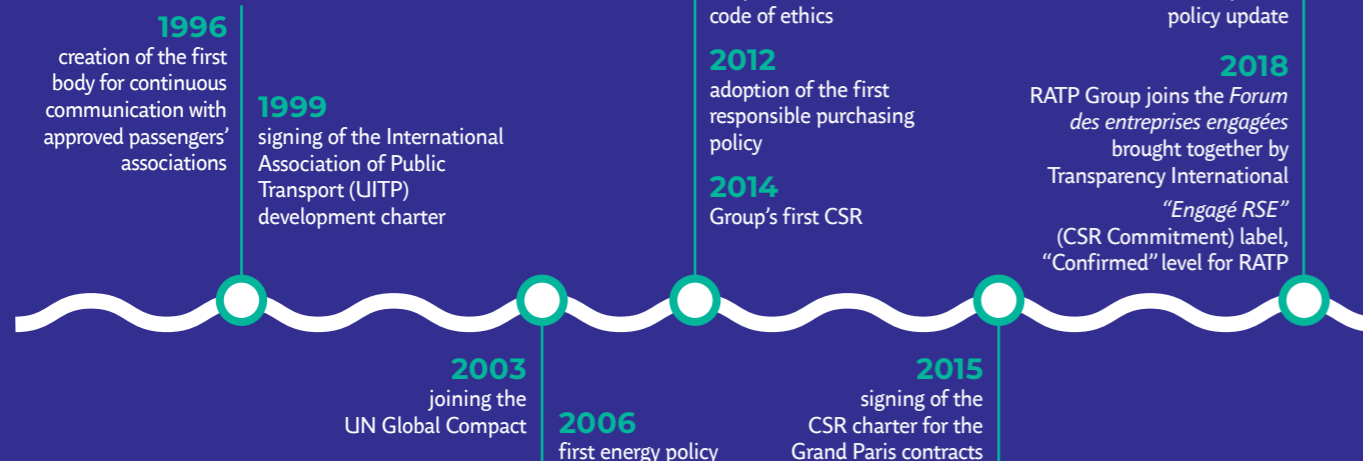 1996
creation of the first
body for continuous
communication with
approved passengers’
associations
1999
signing of the International
Association of Public
Transport (UITP)
development charter
2003
joining the
UN Global Compact
2006
first energy policy
code of ethics
2012
adoption of the first
responsible purchasing
policy
2014
Group’s first CSR
2015
signing of the
CSR charter for the
Grand Paris contracts
policy update
2018
RATP Group joins the Forum
des entreprises engagées
brought together by
Transparency International
“Engagé RSE”
(CSR Commitment) label,
“Confirmed” level for RATP